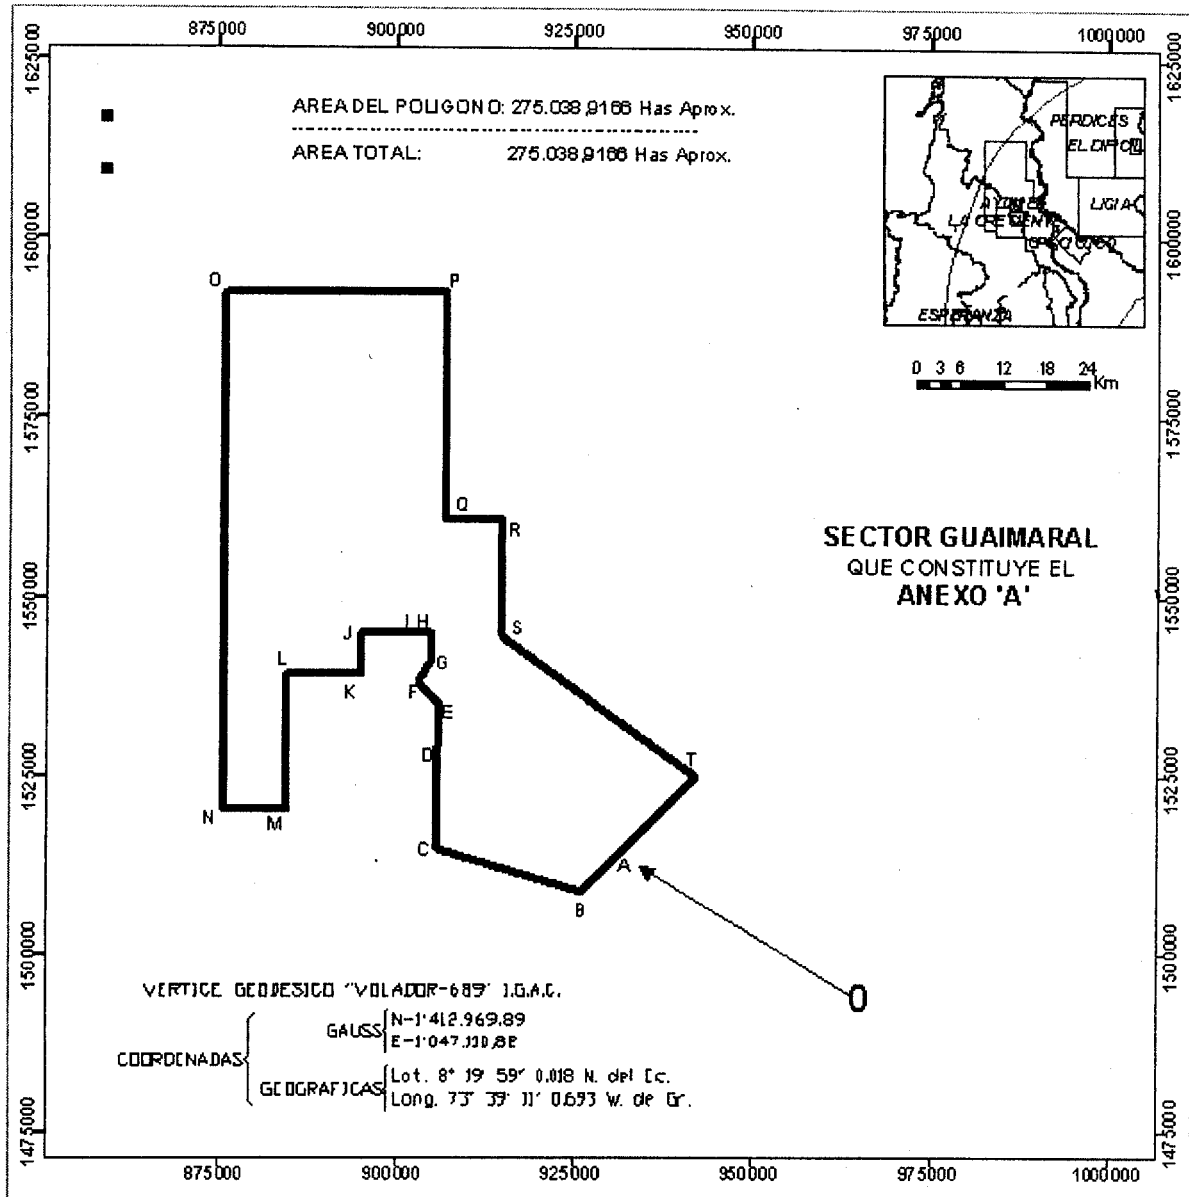 875000 900000 925000 950000 975000 1000000
1625000 1625000
AREA DEL POLIGONO: 275.038,9166 Has Aprox.
AREA TOTAL: 275.038,9166 Has Aprox.
PERDICES
EL DIFICIL
LIGIA
AYOMBE
LA CRECIENTE
ESPERANZA
1600000 1600000
O P
0 3 6 12 18 24 Km
1575000 1575000
Q R
SECTOR GUAIMARAL
QUE CONSTITUYE EL
ANEXO 'A'
1550000 1550000
J I H S
L K G
F
E
D T
1525000 1525000
N M
C A
B
1500000 1500000
0
VERTICE GEODESICO "VOLADOR-689" I.G.A.C.
COORDENADAS
GAUSS
N-1'412.969.89
E-1'047.110,82
GEOGRAFICAS
Lat. 8° 19' 59" 0.018 N. del Ec.
Long. 73° 39' 11" 0.693 W. de Gr.
1475000 1475000
875000 900000 925000 950000 975000 1000000